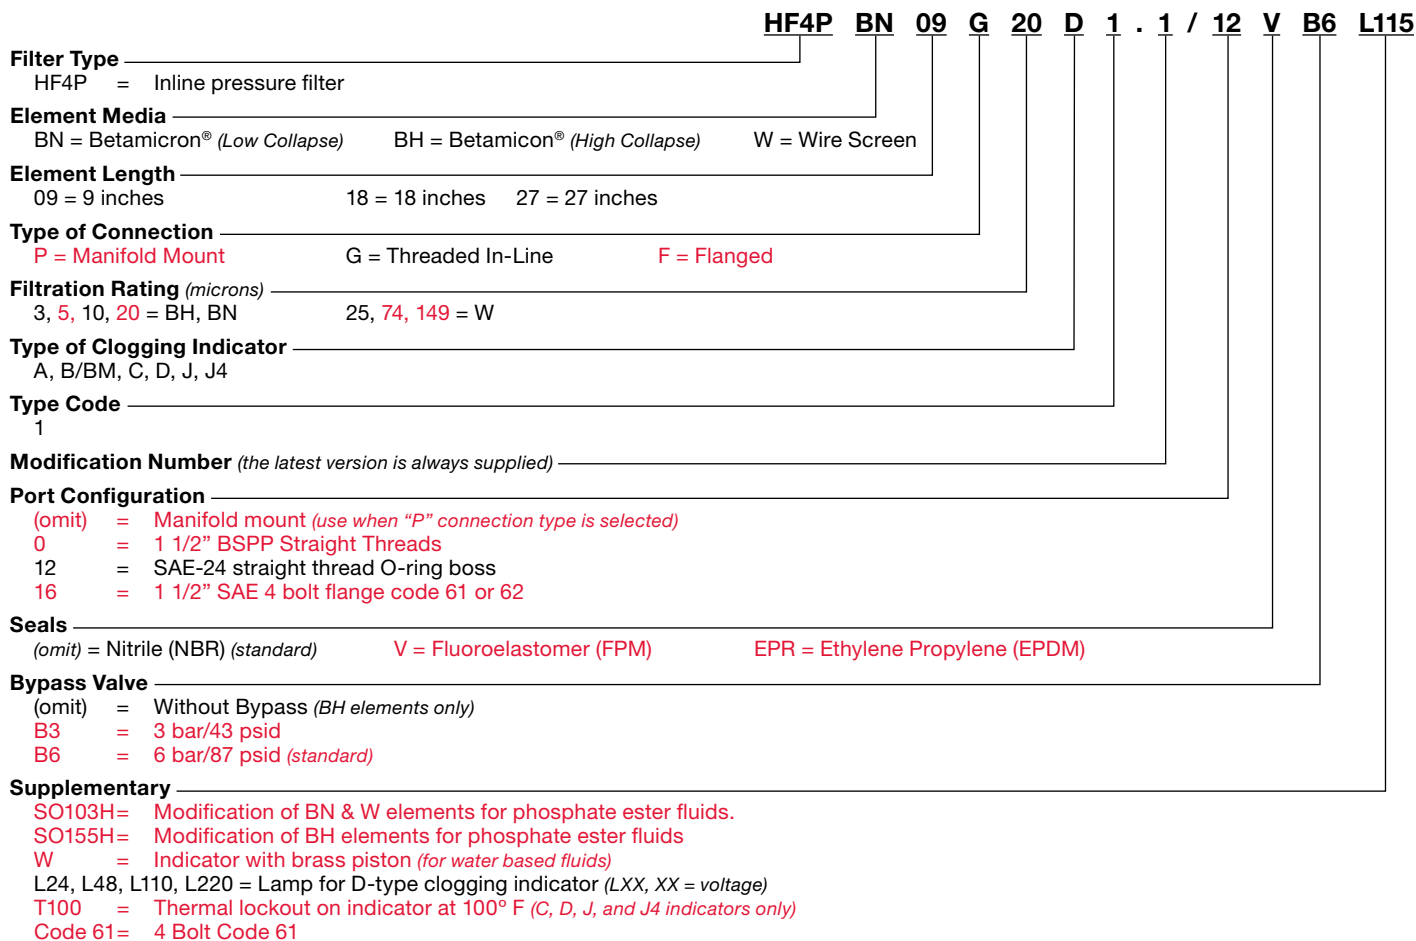 HF4P BN 09 G 20 D 1 . 1 / 12 V B6 L115
Filter Type
HF4P = Inline pressure filter
Element Media
BN = Betamicron® (Low Collapse) BH = Betamicon® (High Collapse) W = Wire Screen
Element Length
09 = 9 inches 18 = 18 inches 27 = 27 inches
Type of Connection
P = Manifold Mount G = Threaded In-Line F = Flanged
Filtration Rating (microns)
3, 5, 10, 20 = BH, BN 25, 74, 149 = W
Type of Clogging Indicator
A, B/BM, C, D, J, J4
Type Code
1
Modification Number (the latest version is always supplied)
Port Configuration
(omit) = Manifold mount (use when “P” connection type is selected)
0 = 1 1/2” BSPP Straight Threads
12 = SAE-24 straight thread O-ring boss
16 = 1 1/2” SAE 4 bolt flange code 61 or 62
Seals
(omit) = Nitrile (NBR) (standard) V = Fluoroelastomer (FPM) EPR = Ethylene Propylene (EPDM)
Bypass Valve
(omit) = Without Bypass (BH elements only)
B3 = 3 bar/43 psid
B6 = 6 bar/87 psid (standard)
Supplementary
SO103H= Modification of BN & W elements for phosphate ester fluids.
SO155H= Modification of BH elements for phosphate ester fluids
W = Indicator with brass piston (for water based fluids)
L24, L48, L110, L220 = Lamp for D-type clogging indicator (LXX, XX = voltage)
T100 = Thermal lockout on indicator at 100° F (C, D, J, and J4 indicators only)
Code 61= 4 Bolt Code 61